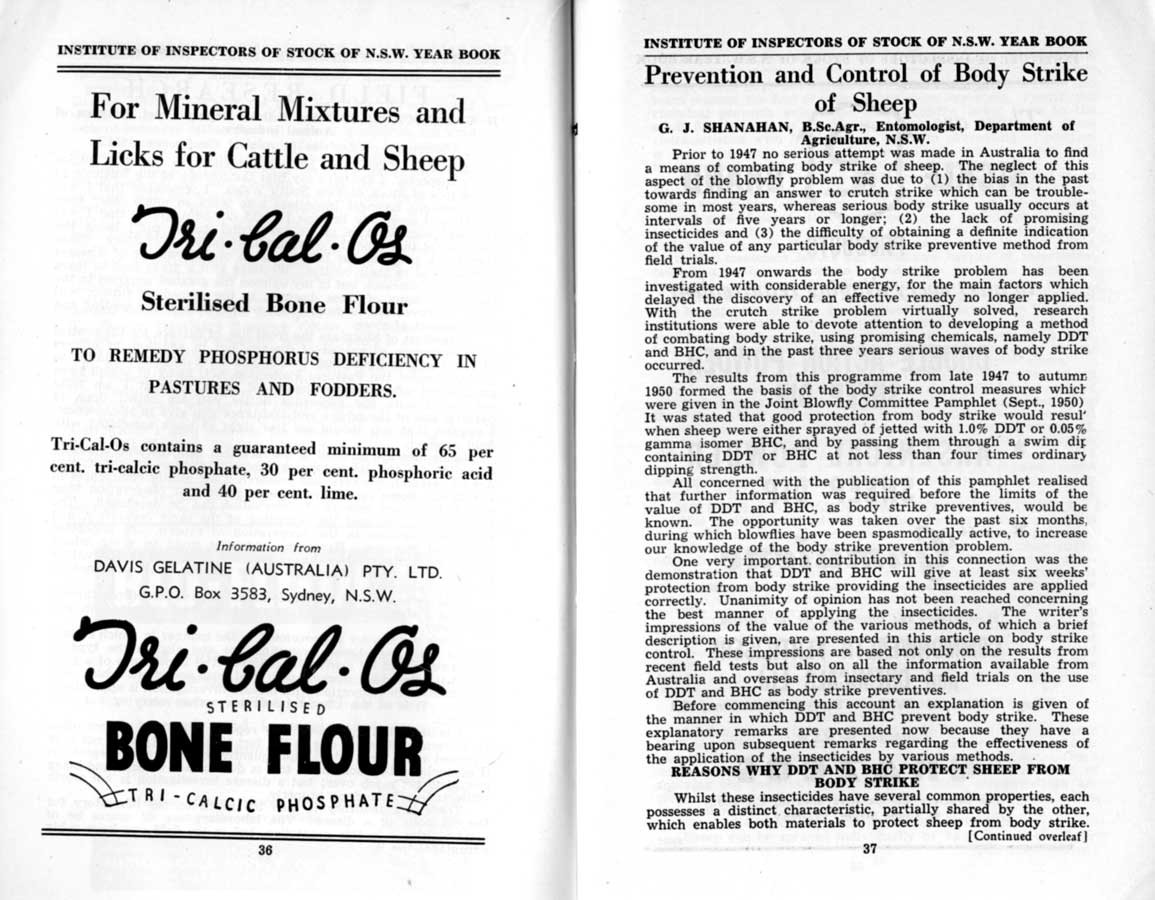 INSTITUTE OF INSPECTORS OF STOCK OF N.S.W. YEAR BOOK
For Mineral Mixtures and
Licks for Cattle and Sheep
Tri·Cal·Os
Sterilised Bone Flour
TO REMEDY PHOSPHORUS DEFICIENCY IN
PASTURES AND FODDERS.
Tri-Cal-Os contains a guaranteed minimum of 65 per
cent. tri-calcic phosphate, 30 per cent. phosphoric acid
and 40 per cent. lime.
Information from
DAVIS GELATINE (AUSTRALIA) PTY. LTD.
G.P.O. Box 3583, Sydney, N.S.W.
Tri·Cal·Os
STERILISED
BONE FLOUR
TRI-CALCIC PHOSPHATE
36
INSTITUTE OF INSPECTORS OF STOCK OF N.S.W. YEAR BOOK
Prevention and Control of Body Strike
of Sheep
G. J. SHANAHAN, B.Sc.Agr., Entomologist, Department of
Agriculture, N.S.W.
Prior to 1947 no serious attempt was made in Australia to find
a means of combating body strike of sheep. The neglect of this
aspect of the blowfly problem was due to (1) the bias in the past
towards finding an answer to crutch strike which can be trouble-
some in most years, whereas serious body strike usually occurs at
intervals of five years or longer; (2) the lack of promising
insecticides and (3) the difficulty of obtaining a definite indication
of the value of any particular body strike preventive method from
field trials.
From 1947 onwards the body strike problem has been
investigated with considerable energy, for the main factors which
delayed the discovery of an effective remedy no longer applied.
With the crutch strike problem virtually solved, research
institutions were able to devote attention to developing a method
of combating body strike, using promising chemicals, namely DDT
and BHC, and in the past three years serious waves of body strike
occurred.
The results from this programme from late 1947 to autumn
1950 formed the basis of the body strike control measures which
were given in the Joint Blowfly Committee Pamphlet (Sept., 1950)
It was stated that good protection from body strike would resul
when sheep were either sprayed of jetted with 1.0% DDT or 0.05%
gamma isomer BHC, and by passing them through a swim dip
containing DDT or BHC at not less than four times ordinary
dipping strength.
All concerned with the publication of this pamphlet realised
that further information was required before the limits of the
value of DDT and BHC, as body strike preventives, would be
known. The opportunity was taken over the past six months,
during which blowflies have been spasmodically active, to increase
our knowledge of the body strike prevention problem.
One very important contribution in this connection was the
demonstration that DDT and BHC will give at least six weeks'
protection from body strike providing the insecticides are applied
correctly. Unanimity of opinion has not been reached concerning
the best manner of applying the insecticides. The writer's
impressions of the value of the various methods, of which a brief
description is given, are presented in this article on body strike
control. These impressions are based not only on the results from
recent field tests but also on all the information available from
Australia and overseas from insectary and field trials on the use
of DDT and BHC as body strike preventives.
Before commencing this account an explanation is given of
the manner in which DDT and BHC prevent body strike. These
explanatory remarks are presented now because they have a
bearing upon subsequent remarks regarding the effectiveness of
the application of the insecticides by various methods.
REASONS WHY DDT AND BHC PROTECT SHEEP FROM
BODY STRIKE
Whilst these insecticides have several common properties, each
possesses a distinct characteristic, partially shared by the other,
which enables both materials to protect sheep from body strike.
[Continued overleaf]
37